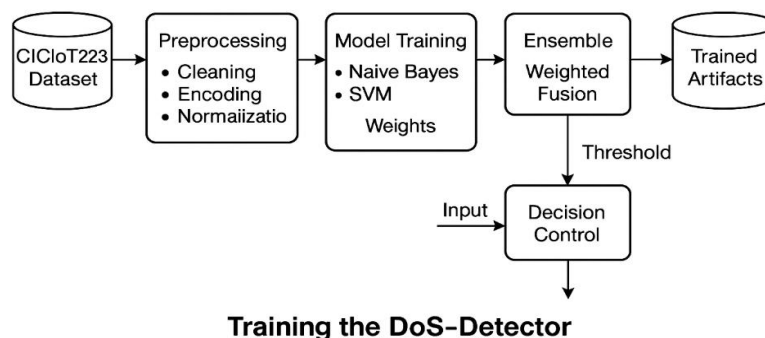 CICIoT223
Dataset
Preprocessing
• Cleaning
• Encoding
• Normaiizatio
Model Training
• Naive Bayes
• SVM
Weights
Ensemble
Weighted
Fusion
Trained
Artifacts
Threshold
Input
Decision
Control
Training the DoS-Detector